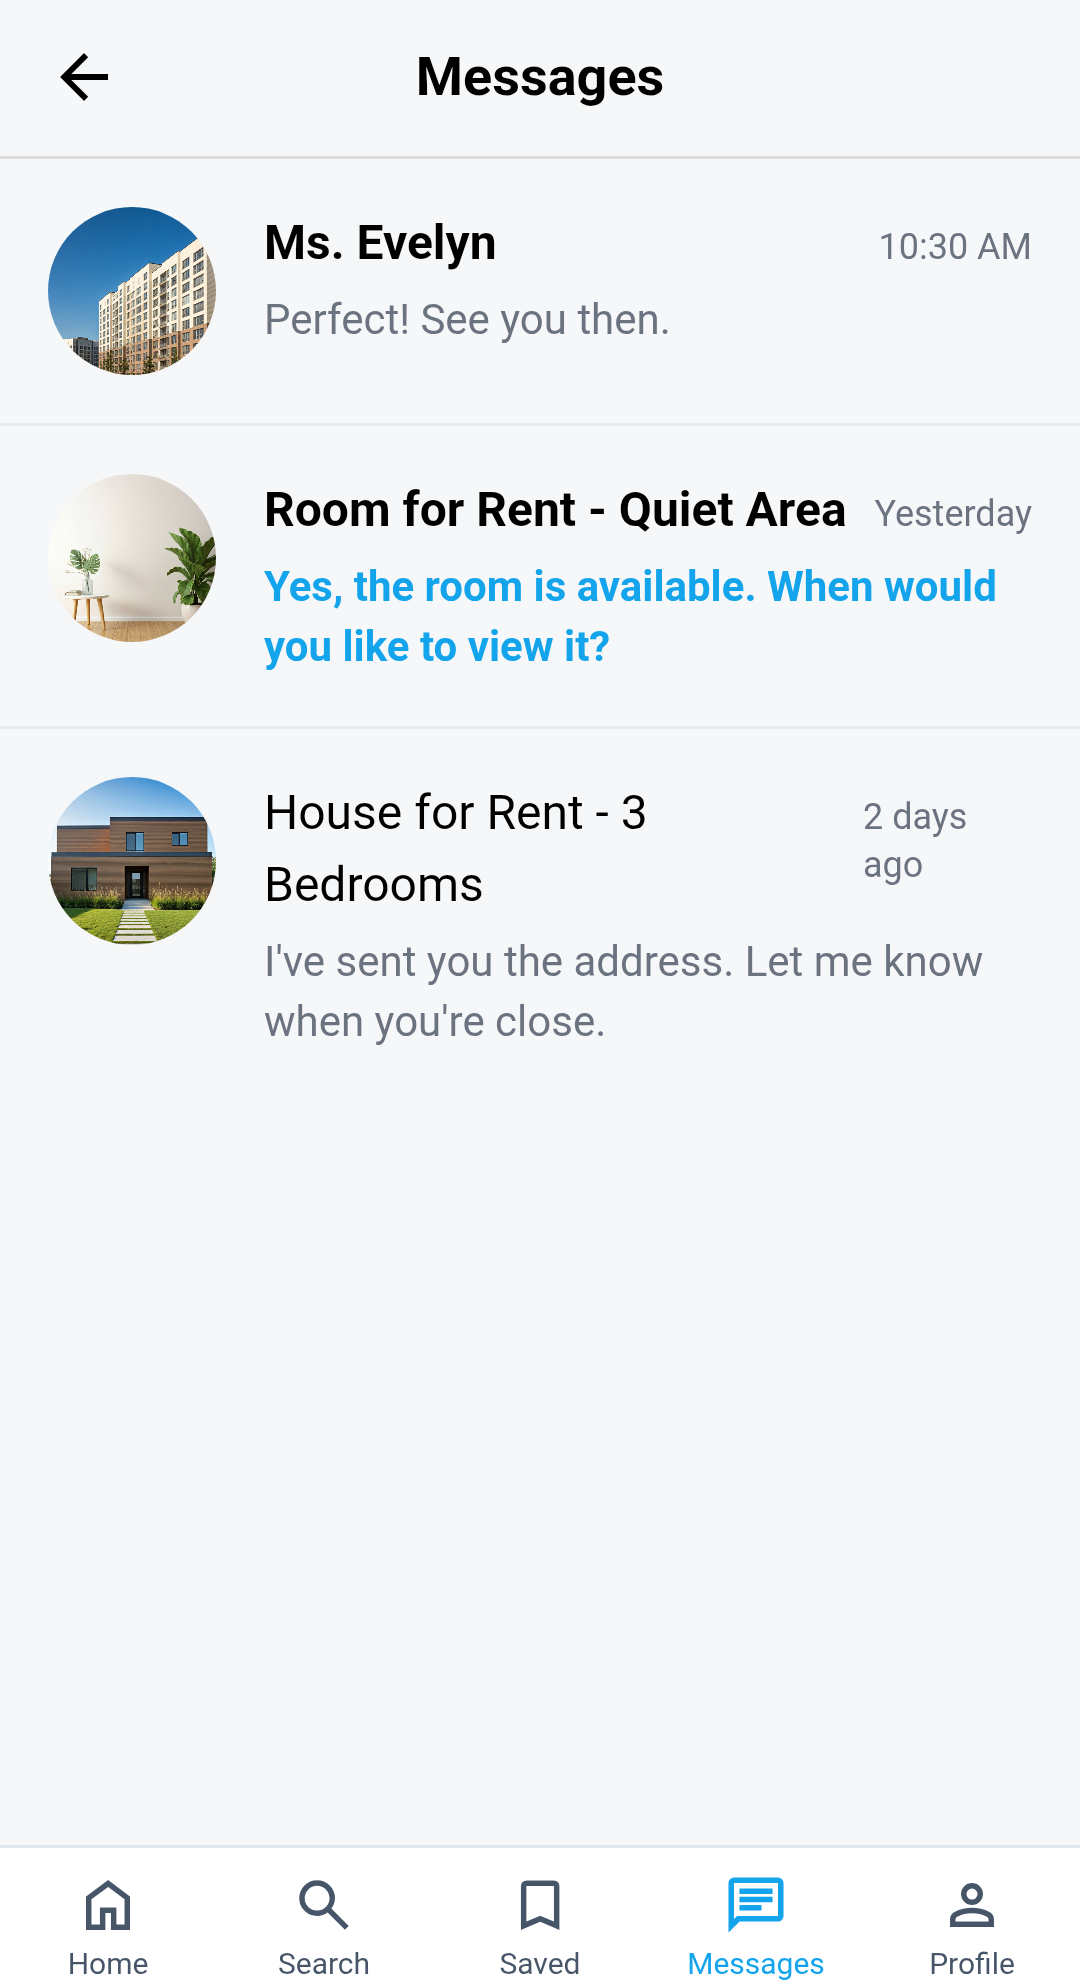 Messages
Ms. Evelyn
10:30 AM
Perfect! See you then.
Room for Rent - Quiet Area
Yesterday
Yes, the room is available. When would
you like to view it?
House for Rent - 3
Bedrooms
2 days
ago
I've sent you the address. Let me know
when you're close.
Home
Search
Saved
Messages
Profile